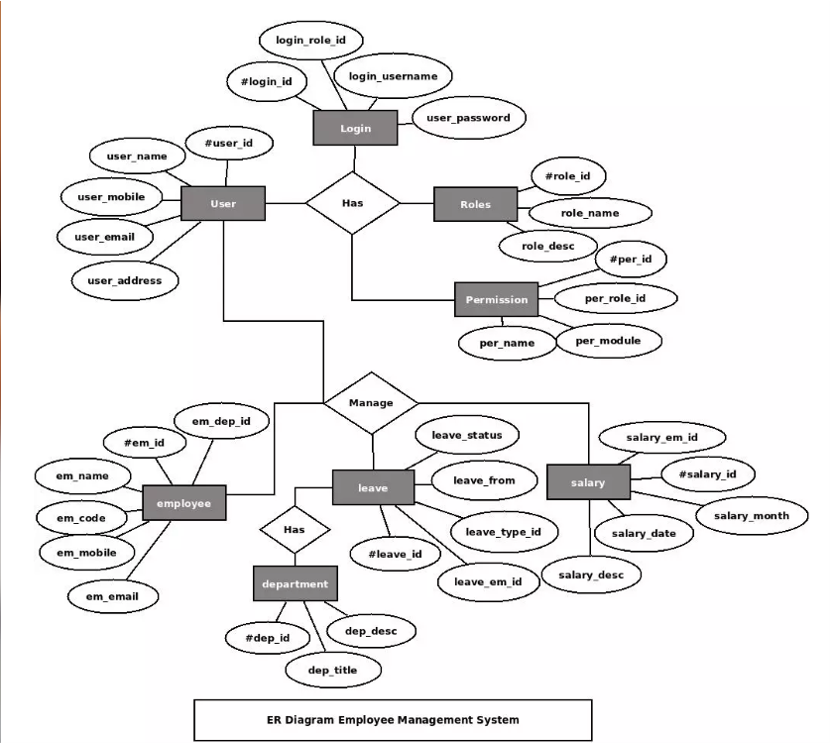 login_role_id
#login_id
login_username
user_password
Login
#user_id
user_name
user_mobile
user_email
user_address
User
Has
Roles
#role_id
role_name
role_desc
#per_id
Permission
per_role_id
per_name
per_module
Manage
em_dep_id
#em_id
em_name
em_code
em_mobile
em_email
employee
leave_status
leave
leave_from
leave_type_id
#leave_id
leave_em_id
salary_em_id
#salary_id
salary
salary_month
salary_date
salary_desc
Has
department
#dep_id
dep_desc
dep_title
ER Diagram Employee Management System